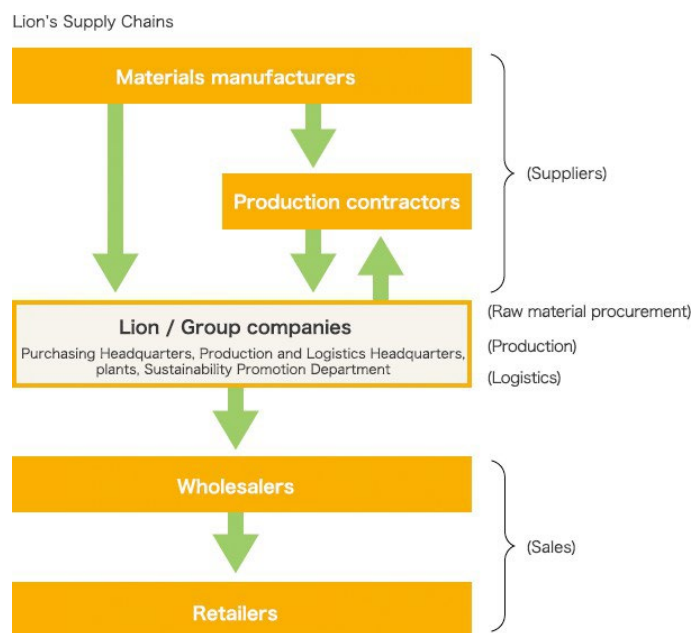 Lion's Supply Chains
Materials manufacturers
(Suppliers)
Production contractors
Lion / Group companies
Purchasing Headquarters, Production and Logistics Headquarters,
plants, Sustainability Promotion Department
(Raw material procurement)
(Production)
(Logistics)
Wholesalers
(Sales)
Retailers